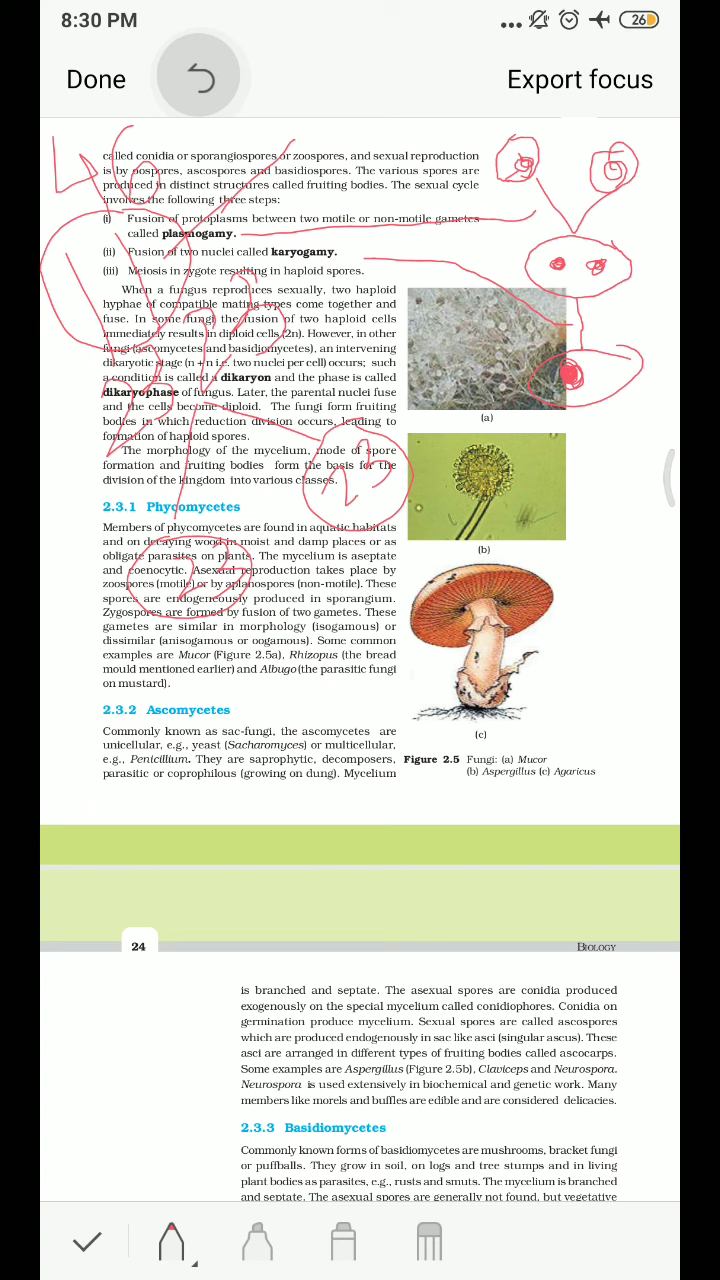 8:30 PM
26
Done
Export focus
called conidia or sporangiospores or zoospores, and sexual reproduction
is by oospores, ascospores and basidiospores. The various spores are
produced in distinct structures called fruiting bodies. The sexual cycle
involves the following three steps:
(i) Fusion of protoplasms between two motile or non-motile gametes
called plasmogamy.
(ii) Fusion of two nuclei called karyogamy.
(iii) Meiosis in zygote resulting in haploid spores.
When a fungus reproduces sexually, two haploid
hyphae of compatible mating types come together and
fuse. In some fungi the fusion of two haploid cells
immediately results in diploid cells (2n). However, in other
fungi (ascomycetes and basidiomycetes), an intervening
dikaryotic stage (n + n i.e. two nuclei per cell) occurs; such
a condition is called a dikaryon and the phase is called
dikaryophase of fungus. Later, the parental nuclei fuse
and the cells become diploid. The fungi form fruiting
bodies in which reduction division occurs, leading to
formation of haploid spores.
The morphology of the mycelium, mode of spore
formation and fruiting bodies form the basis for the
division of the kingdom into various classes.
2.3.1 Phycometes
Members of phycomycetes are found in aquatic habitats
and on decaying wood in moist and damp places or as
obligate parasites on plants. The mycelium is aseptate
and coenocytic. Asexual reproduction takes place by
zoospores (motile) or by aplanospores (non-motile). These
spores are endogeneously produced in sporangium.
Zygospores are formed by fusion of two gametes. These
gametes are similar in morphology (isogamous) or
dissimilar (anisogamous or oogamous). Some common
examples are Mucor (Figure 2.5a), Rhizopus (the bread
mould mentioned earlier) and Albugo (the parasitic fungi
on mustard).
2.3.2 Ascomycetes
Commonly known as sac-fungi, the ascomycetes are
unicellular, e.g., yeast (Sacharomyces) or multicellular,
e.g., Penicillium. They are saprophytic, decomposers,
parasitic or coprophilous (growing on dung). Mycelium
(a)
(b)
(c)
Figure 2.5 Fungi: (a) Mucor
(b) Aspergillus (c) Agaricus
46
23
23
23
24
BIOLOGY
is branched and septate. The asexual spores are conidia produced
exogenously on the special mycelium called conidiophores. Conidia on
germination produce mycelium. Sexual spores are called ascospores
which are produced endogenously in sac like asci (singular ascus). These
asci are arranged in different types of fruiting bodies called ascocarps.
Some examples are Aspergillus (Figure 2.5b), Claviceps and Neurospora.
Neurospora is used extensively in biochemical and genetic work. Many
members like morels and buffles are edible and are considered delicacies.
2.3.3 Basidiomycetes
Commonly known forms of basidiomycetes are mushrooms, bracket fungi
or puffballs. They grow in soil, on logs and tree stumps and in living
plant bodies as parasites, e.g., rusts and smuts. The mycelium is branched
and septate. The asexual spores are generally not found, but vegetative